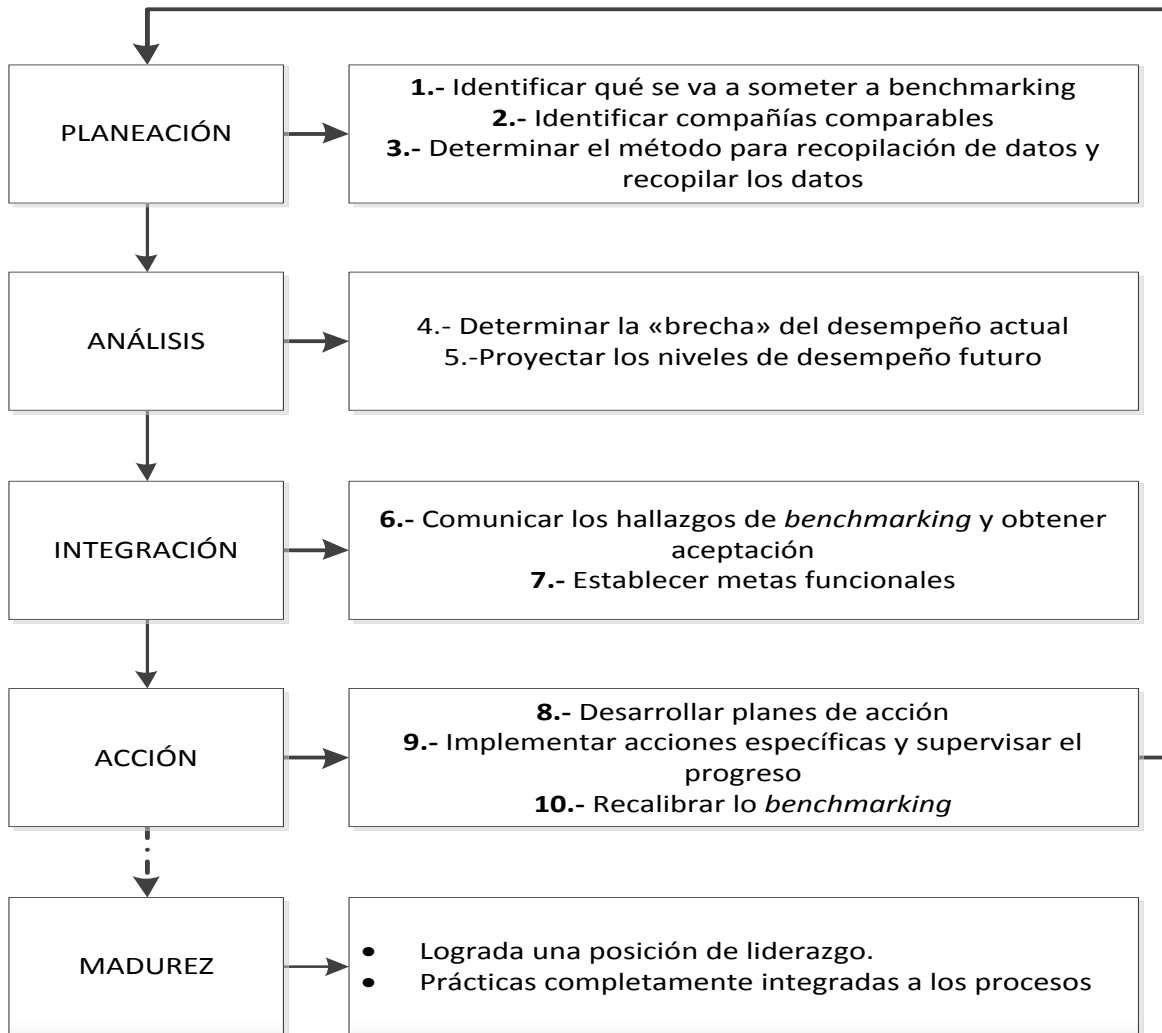 PLANEACIÓN
1.- Identificar qué se va a someter a benchmarking
2.- Identificar compañías comparables
3.- Determinar el método para recopilación de datos y
recopilar los datos
ANÁLISIS
4.- Determinar la «brecha» del desempeño actual
5.-Proyectar los niveles de desempeño futuro
INTEGRACIÓN
6.- Comunicar los hallazgos de benchmarking y obtener
aceptación
7.- Establecer metas funcionales
ACCIÓN
8.- Desarrollar planes de acción
9.- Implementar acciones específicas y supervisar el
progreso
10.- Recalibrar lo benchmarking
MADUREZ
• Lograda una posición de liderazgo.
• Prácticas completamente integradas a los procesos